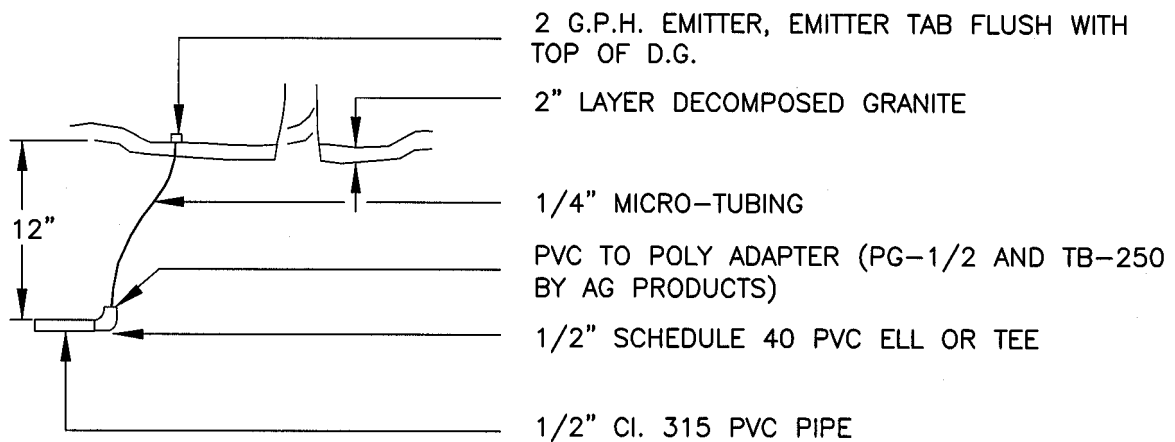 2 G.P.H. EMITTER, EMITTER TAB FLUSH WITH
TOP OF D.G.
2" LAYER DECOMPOSED GRANITE
1/4" MICRO-TUBING
12"
PVC TO POLY ADAPTER (PG-1/2 AND TB-250
BY AG PRODUCTS)
1/2" SCHEDULE 40 PVC ELL OR TEE
1/2" Cl. 315 PVC PIPE